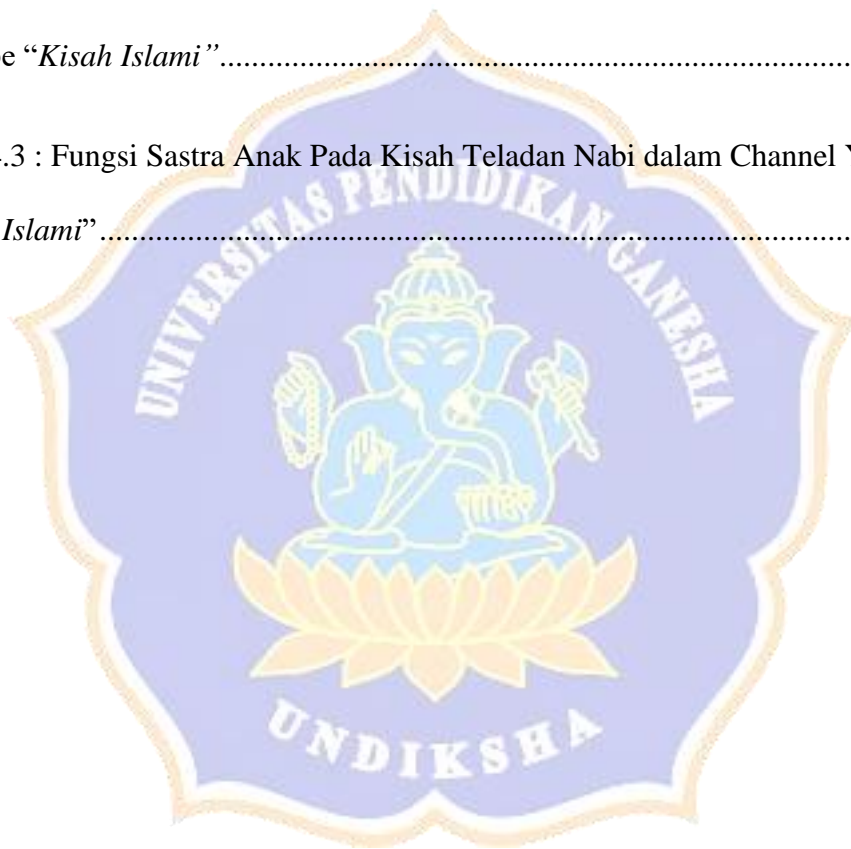 e “Kisah Islami”................................................................................
.3 : Fungsi Sastra Anak Pada Kisah Teladan Nabi dalam Channel Y
Islami”..............................................................................................
UNIVERSITAS PENDIDIKAN GANESHA
UNDIKSHA